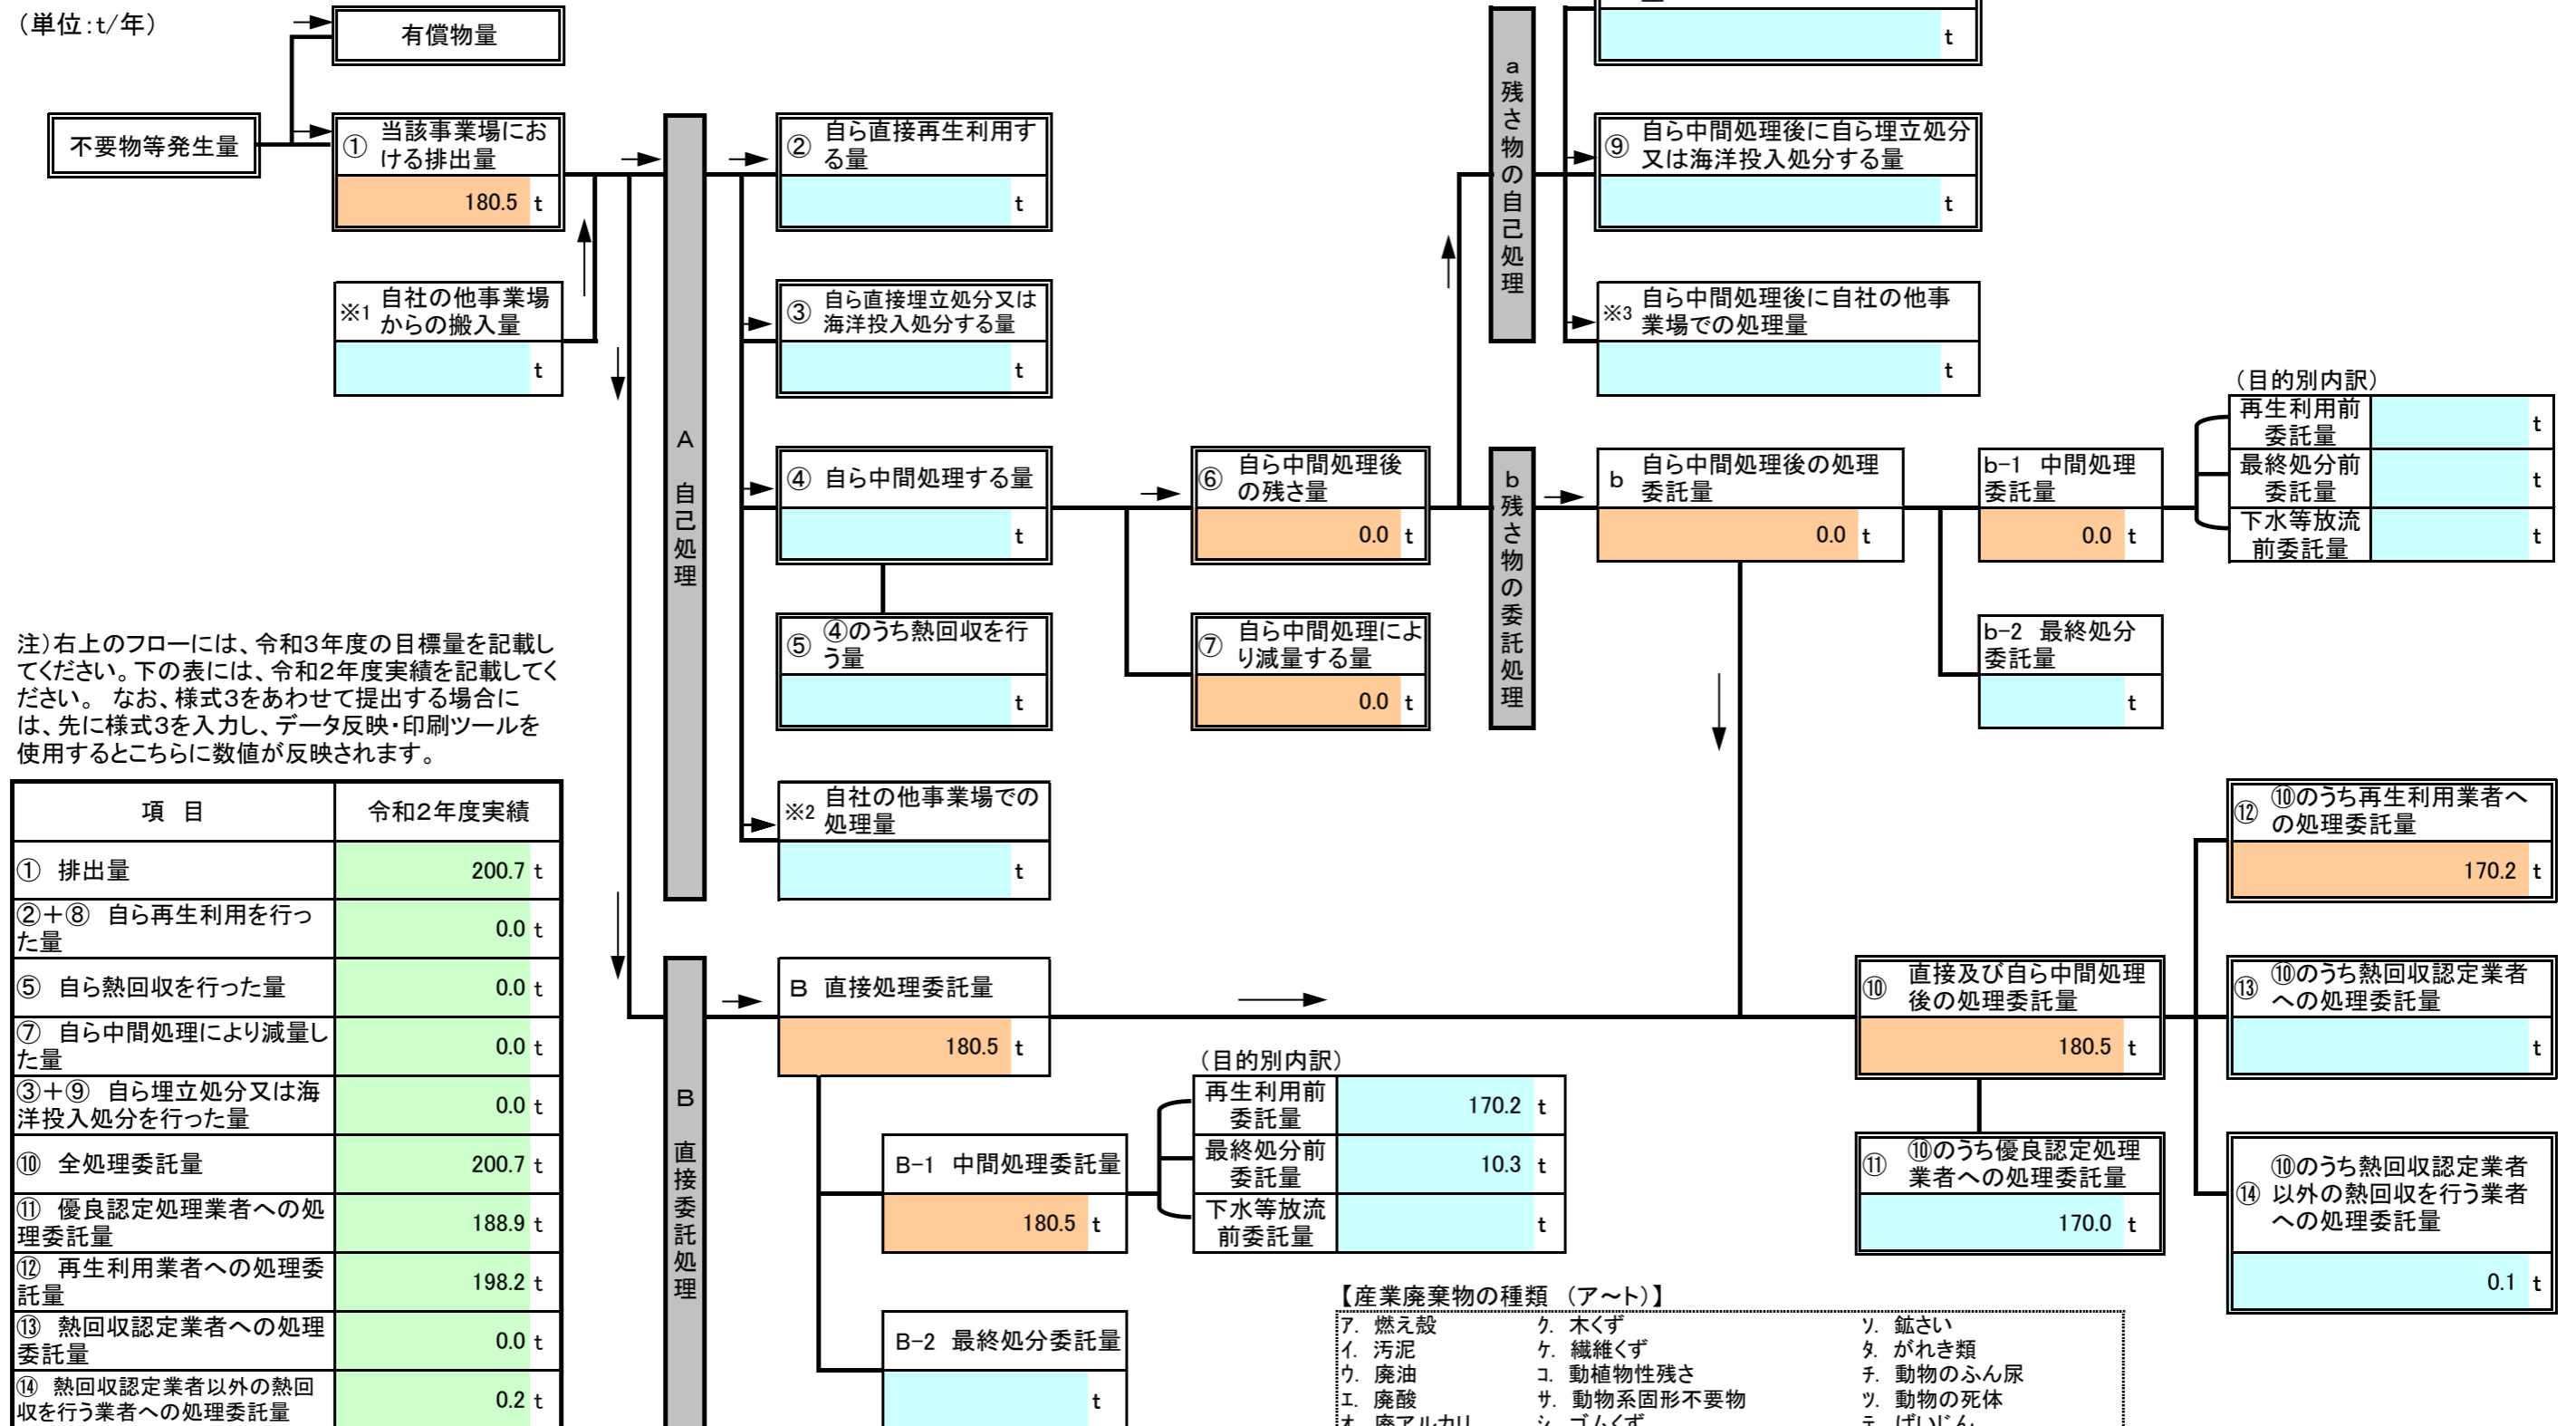 （単位：t/年）
有償物量
t
不要物等発生量
① 当該事業場にお
ける排出量
180.5 t
※1 自社の他事業場
からの搬入量
t
A 自己処理
② 自ら直接再生利用す
る量
t
③ 自ら直接埋立処分又は
海洋投入処分する量
t
④ 自ら中間処理する量
t
⑤ ④のうち熱回収を行
う量
t
※2 自社の他事業場での
処理量
t
⑥ 自ら中間処理後
の残さ量
0.0 t
⑦ 自ら中間処理によ
り減量する量
0.0 t
a 残さ物の自己処理
⑨ 自ら中間処理後に自ら埋立処分
又は海洋投入処分する量
t
※3 自ら中間処理後に自社の他事
業場での処理量
t
b 残さ物の委託処理
b 自ら中間処理後の処理
委託量
0.0 t
b-1 中間処理
委託量
0.0 t
b-2 最終処分
委託量
t
（目的別内訳）
再生利用前
委託量
t
最終処分前
委託量
t
下水等放流
前委託量
t
注）右上のフローには、令和3年度の目標量を記載し
てください。下の表には、令和2年度実績を記載してく
ださい。 なお、様式3をあわせて提出する場合に
は、先に様式3を入力し、データ反映・印刷ツールを
使用するとこちらに数値が反映されます。
項 目 令和2年度実績
① 排出量 200.7 t
②＋⑧ 自ら再生利用を行っ
た量 0.0 t
⑤ 自ら熱回収を行った量 0.0 t
⑦ 自ら中間処理により減量し
た量 0.0 t
③＋⑨ 自ら埋立処分又は海
洋投入処分を行った量 0.0 t
⑩ 全処理委託量 200.7 t
⑪ 優良認定処理業者への処
理委託量 188.9 t
⑫ 再生利用業者への処理委
託量 198.2 t
⑬ 熱回収認定業者への処理
委託量 0.0 t
⑭ 熱回収認定業者以外の熱回
収を行う業者への処理委託量 0.2 t
B 直接委託処理
B 直接処理委託量
180.5 t
B-1 中間処理委託量
180.5 t
B-2 最終処分委託量
t
（目的別内訳）
再生利用前
委託量
170.2 t
最終処分前
委託量
10.3 t
下水等放流
前委託量
t
⑩ 直接及び自ら中間処理
後の処理委託量
180.5 t
⑪ ⑩のうち優良認定処理
業者への処理委託量
170.0 t
⑫ ⑩のうち再生利用業者へ
の処理委託量
170.2 t
⑬ ⑩のうち熱回収認定業者
への処理委託量
t
⑭ ⑩のうち熱回収認定業者
以外の熱回収を行う業者
への処理委託量
0.1 t
【産業廃棄物の種類 （ア～ト）】
ア. 燃え殻 ク. 木くず ソ. 鉱さい
イ. 汚泥 ケ. 繊維くず タ. がれき類
ウ. 廃油 コ. 動植物性残さ チ. 動物のふん尿
エ. 廃酸 サ. 動物系固形不要物 ツ. 動物の死体
オ. 廃アルカリ シ. ゴムくず テ. ばいじん